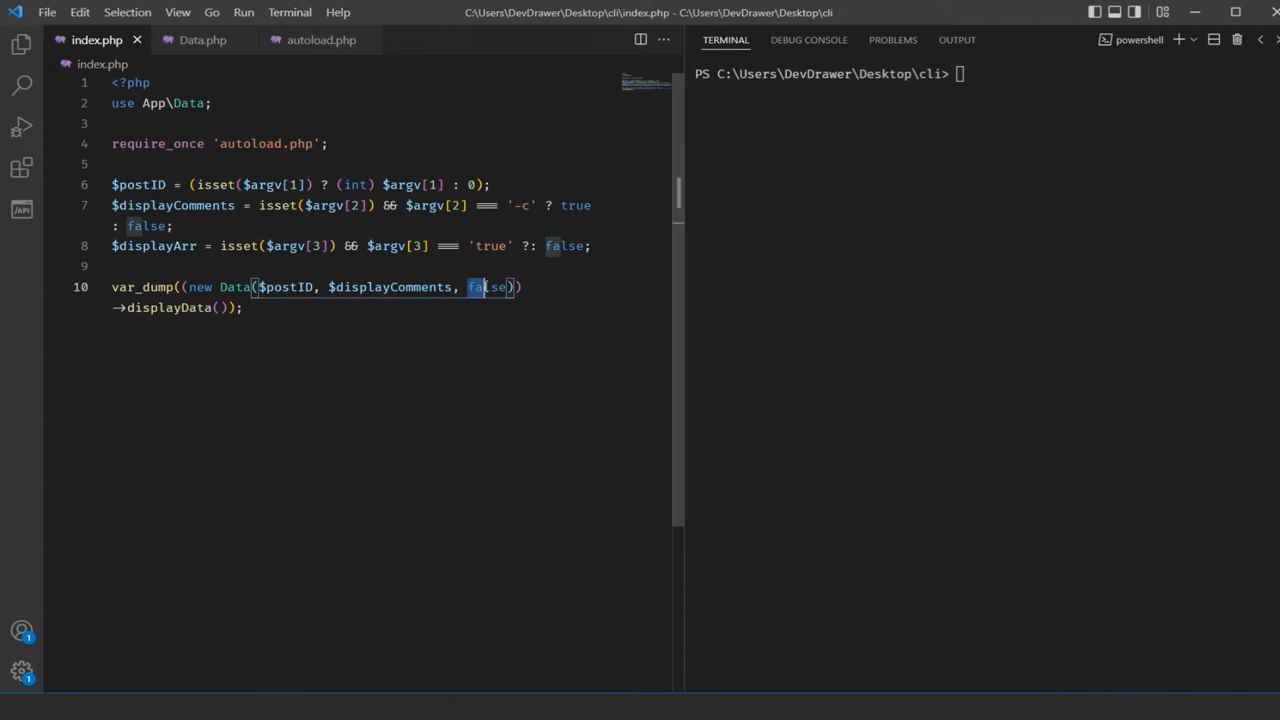 File Edit Selection View Go Run Terminal Help
C:\Users\DevDrawer\Desktop\cli\index.php - C:\Users\DevDrawer\Desktop\cli
index.php
Data.php
autoload.php
index.php
1 <?php
2 use App\Data;
3
4 require_once 'autoload.php';
5
6 $postID = (isset($argv[1]) ? (int) $argv[1] : 0);
7 $displayComments = isset($argv[2]) && $argv[2] === '-c' ? true
: false;
8 $displayArr = isset($argv[3]) && $argv[3] === 'true' ?: false;
9
10 var_dump((new Data($postID, $displayComments, false))
->displayData());
TERMINAL DEBUG CONSOLE PROBLEMS OUTPUT
powershell
PS C:\Users\DevDrawer\Desktop\cli>
/API
1
1